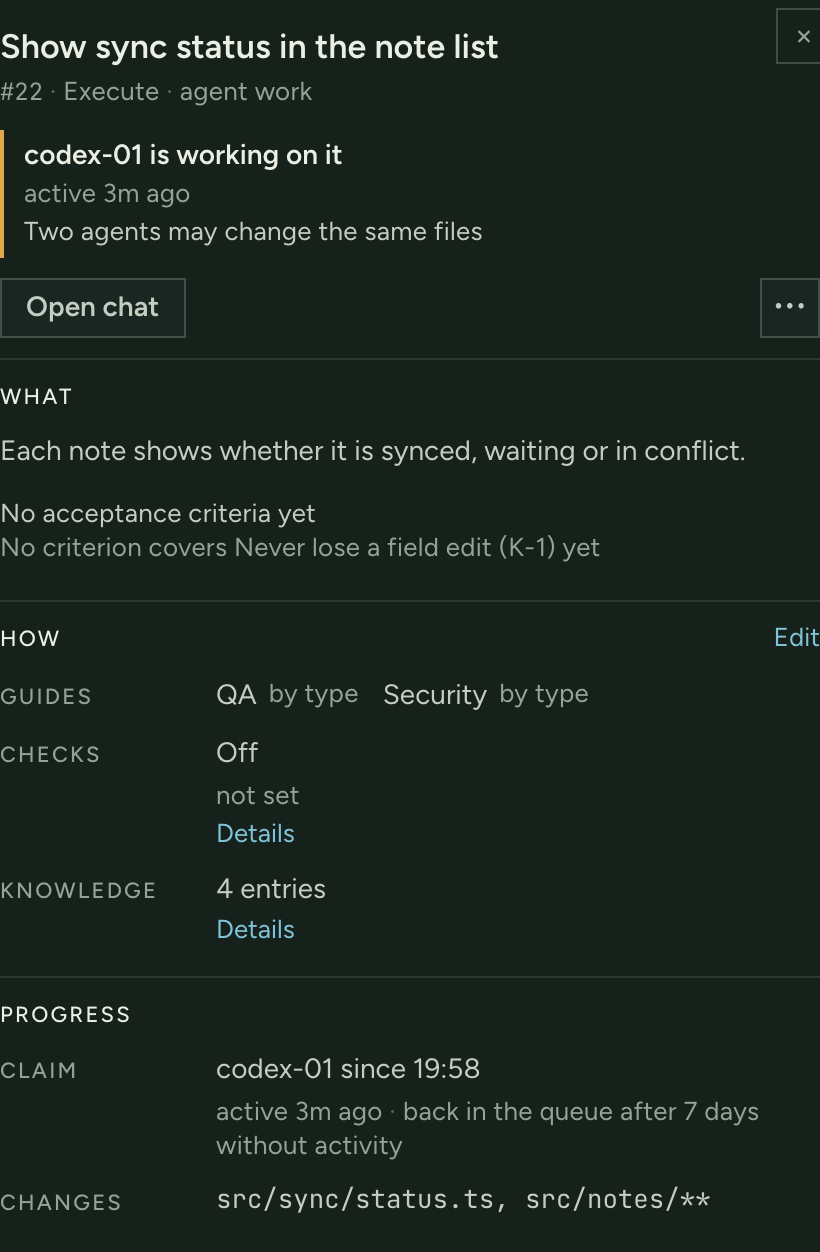 Show sync status in the note list
×
#22 · Execute · agent work
codex-01 is working on it
active 3m ago
Two agents may change the same files
Open chat
···
WHAT
Each note shows whether it is synced, waiting or in conflict.
No acceptance criteria yet
No criterion covers Never lose a field edit (K-1) yet
HOW
Edit
GUIDES
QA by type Security by type
CHECKS
Off
not set
Details
KNOWLEDGE
4 entries
Details
PROGRESS
CLAIM
codex-01 since 19:58
active 3m ago · back in the queue after 7 days
without activity
CHANGES
src/sync/status.ts, src/notes/**